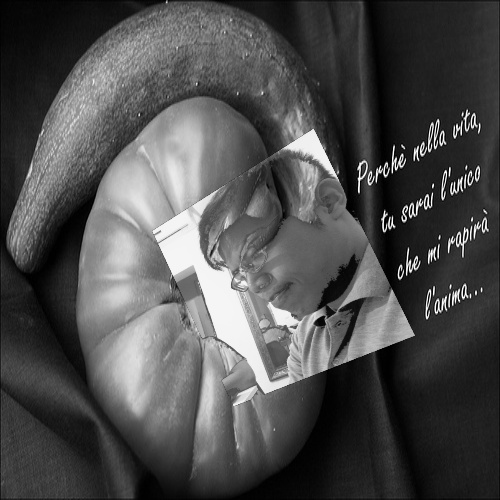 Perchè nella vita,
tu sarai l'unico
che mi rapirà
l'anima...